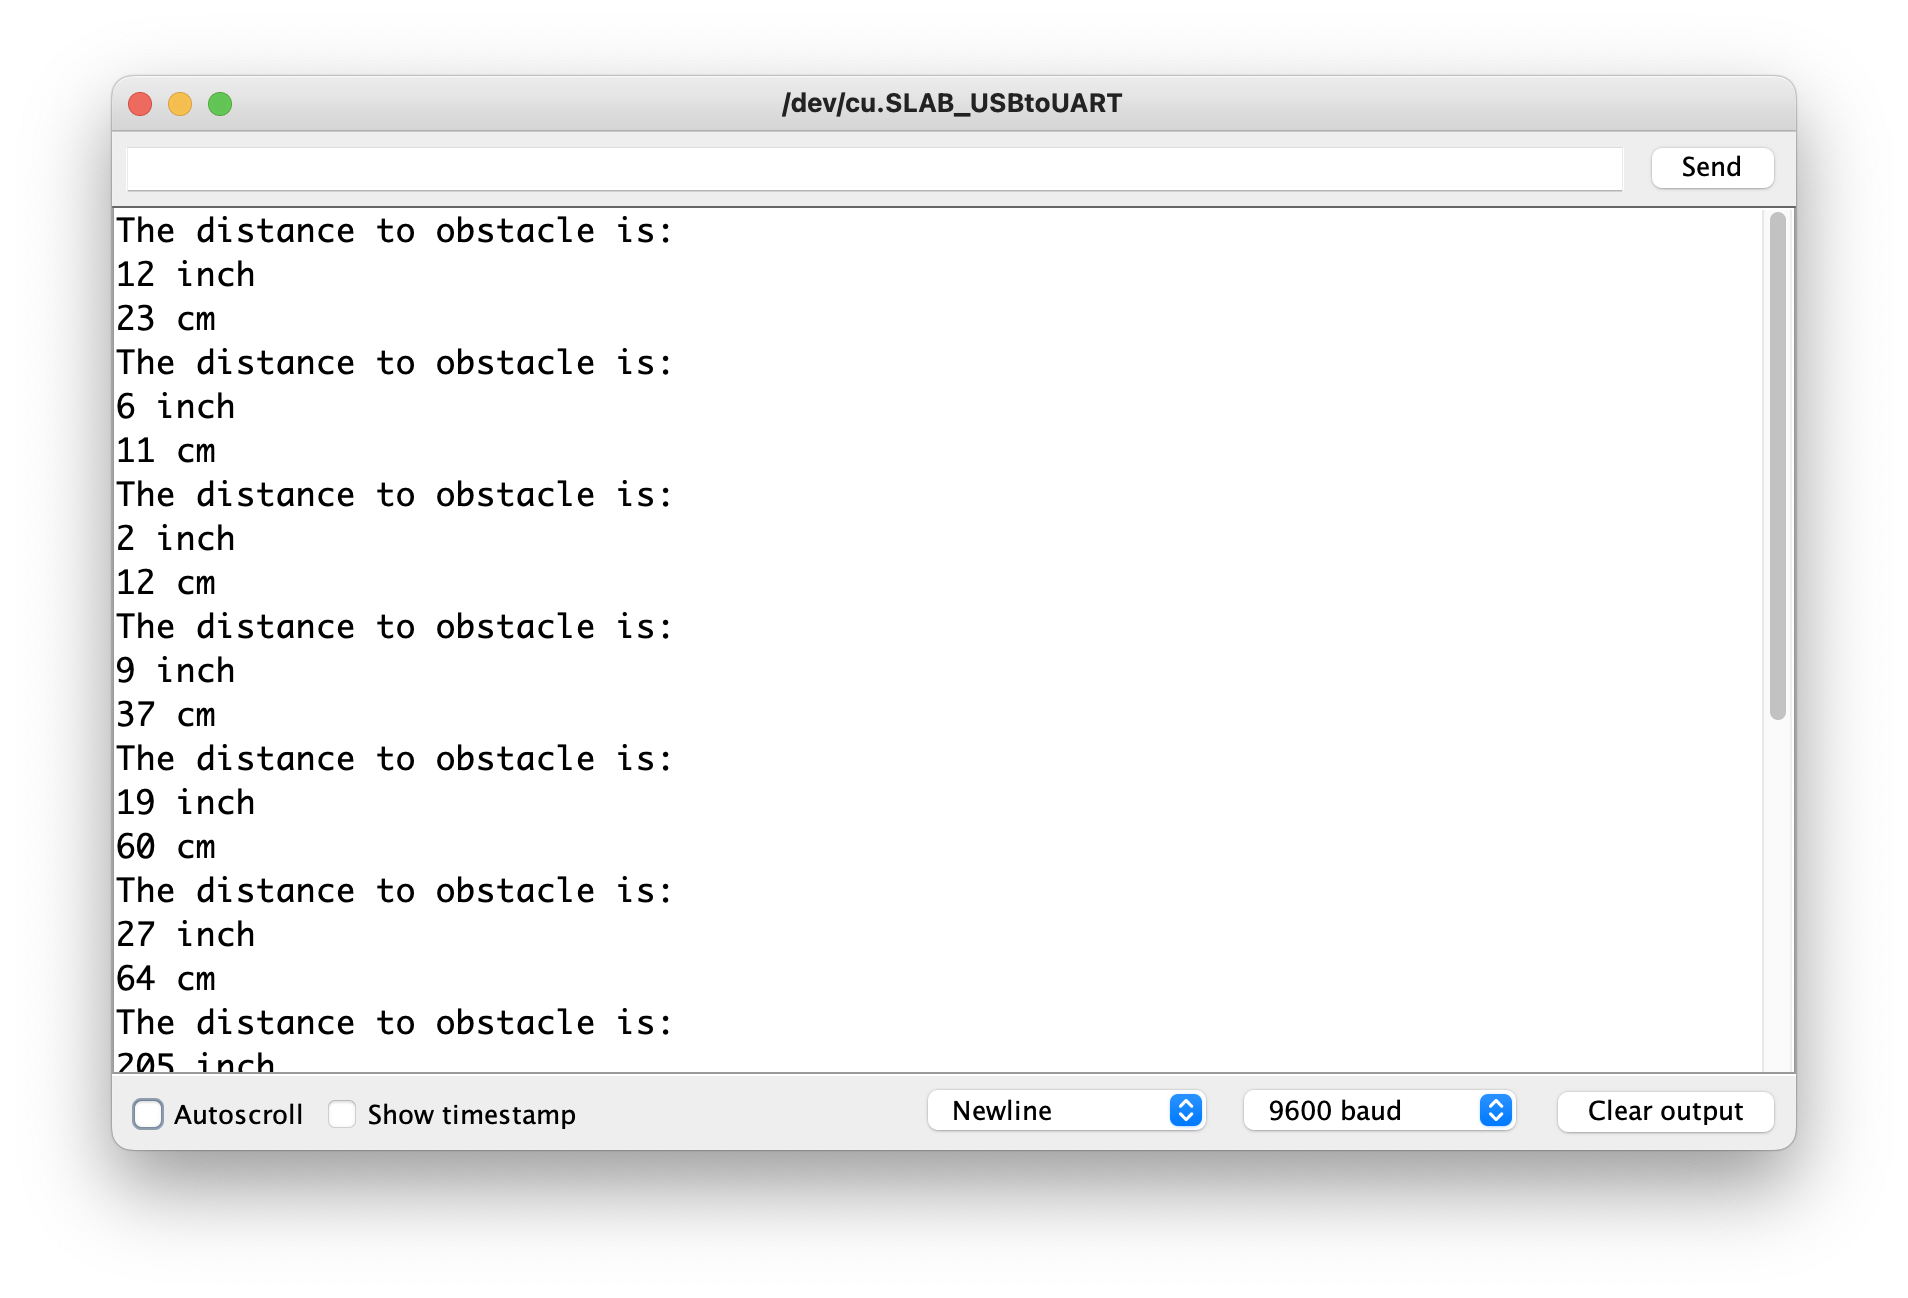 /dev/cu.SLAB_USBtoUART
Send
The distance to obstacle is:
12 inch
23 cm
The distance to obstacle is:
6 inch
11 cm
The distance to obstacle is:
2 inch
12 cm
The distance to obstacle is:
9 inch
37 cm
The distance to obstacle is:
19 inch
60 cm
The distance to obstacle is:
27 inch
64 cm
The distance to obstacle is:
205 inch
Autoscroll Show timestamp Newline 9600 baud Clear output